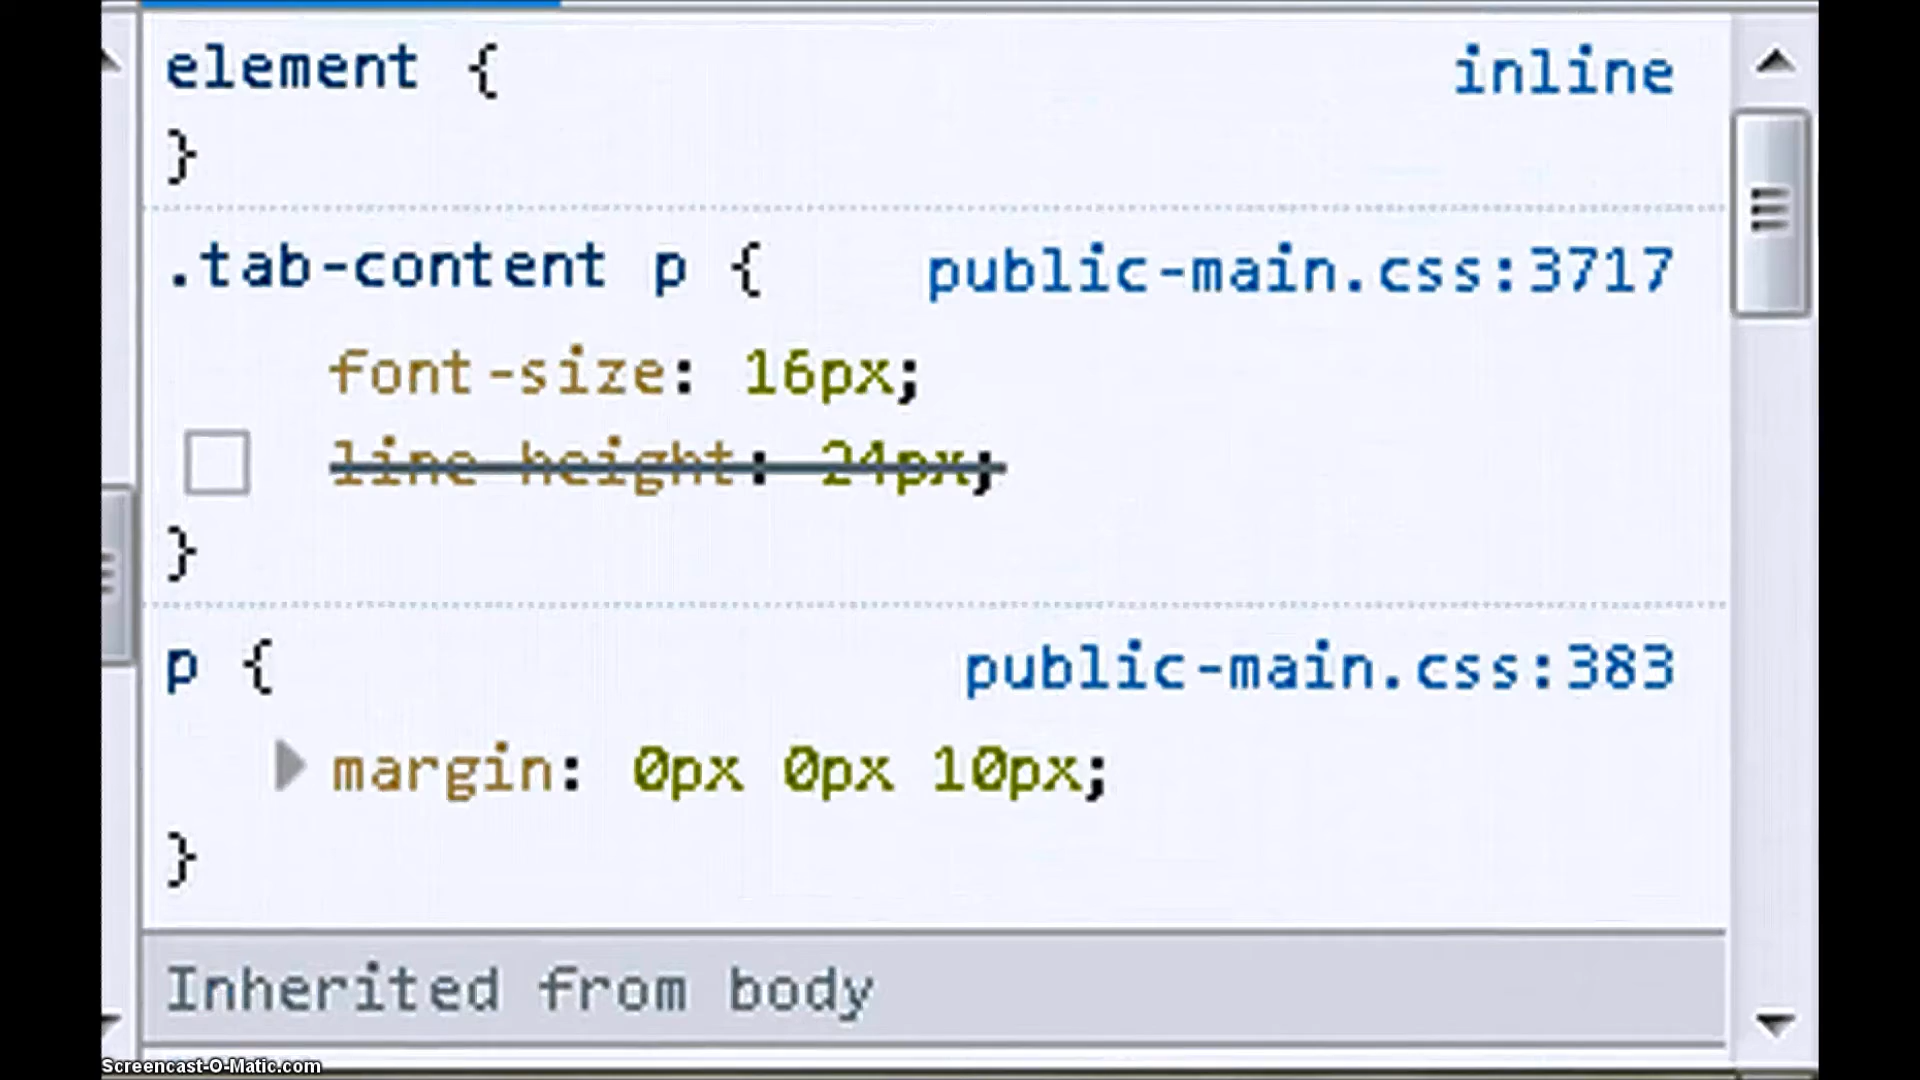 element {
inline
}
.tab-content p {
public-main.css:3717
font-size: 16px;
line-height: 24px;
}
p {
public-main.css:383
margin: 0px 0px 10px;
}
Inherited from body
Screencast-O-Matic.com